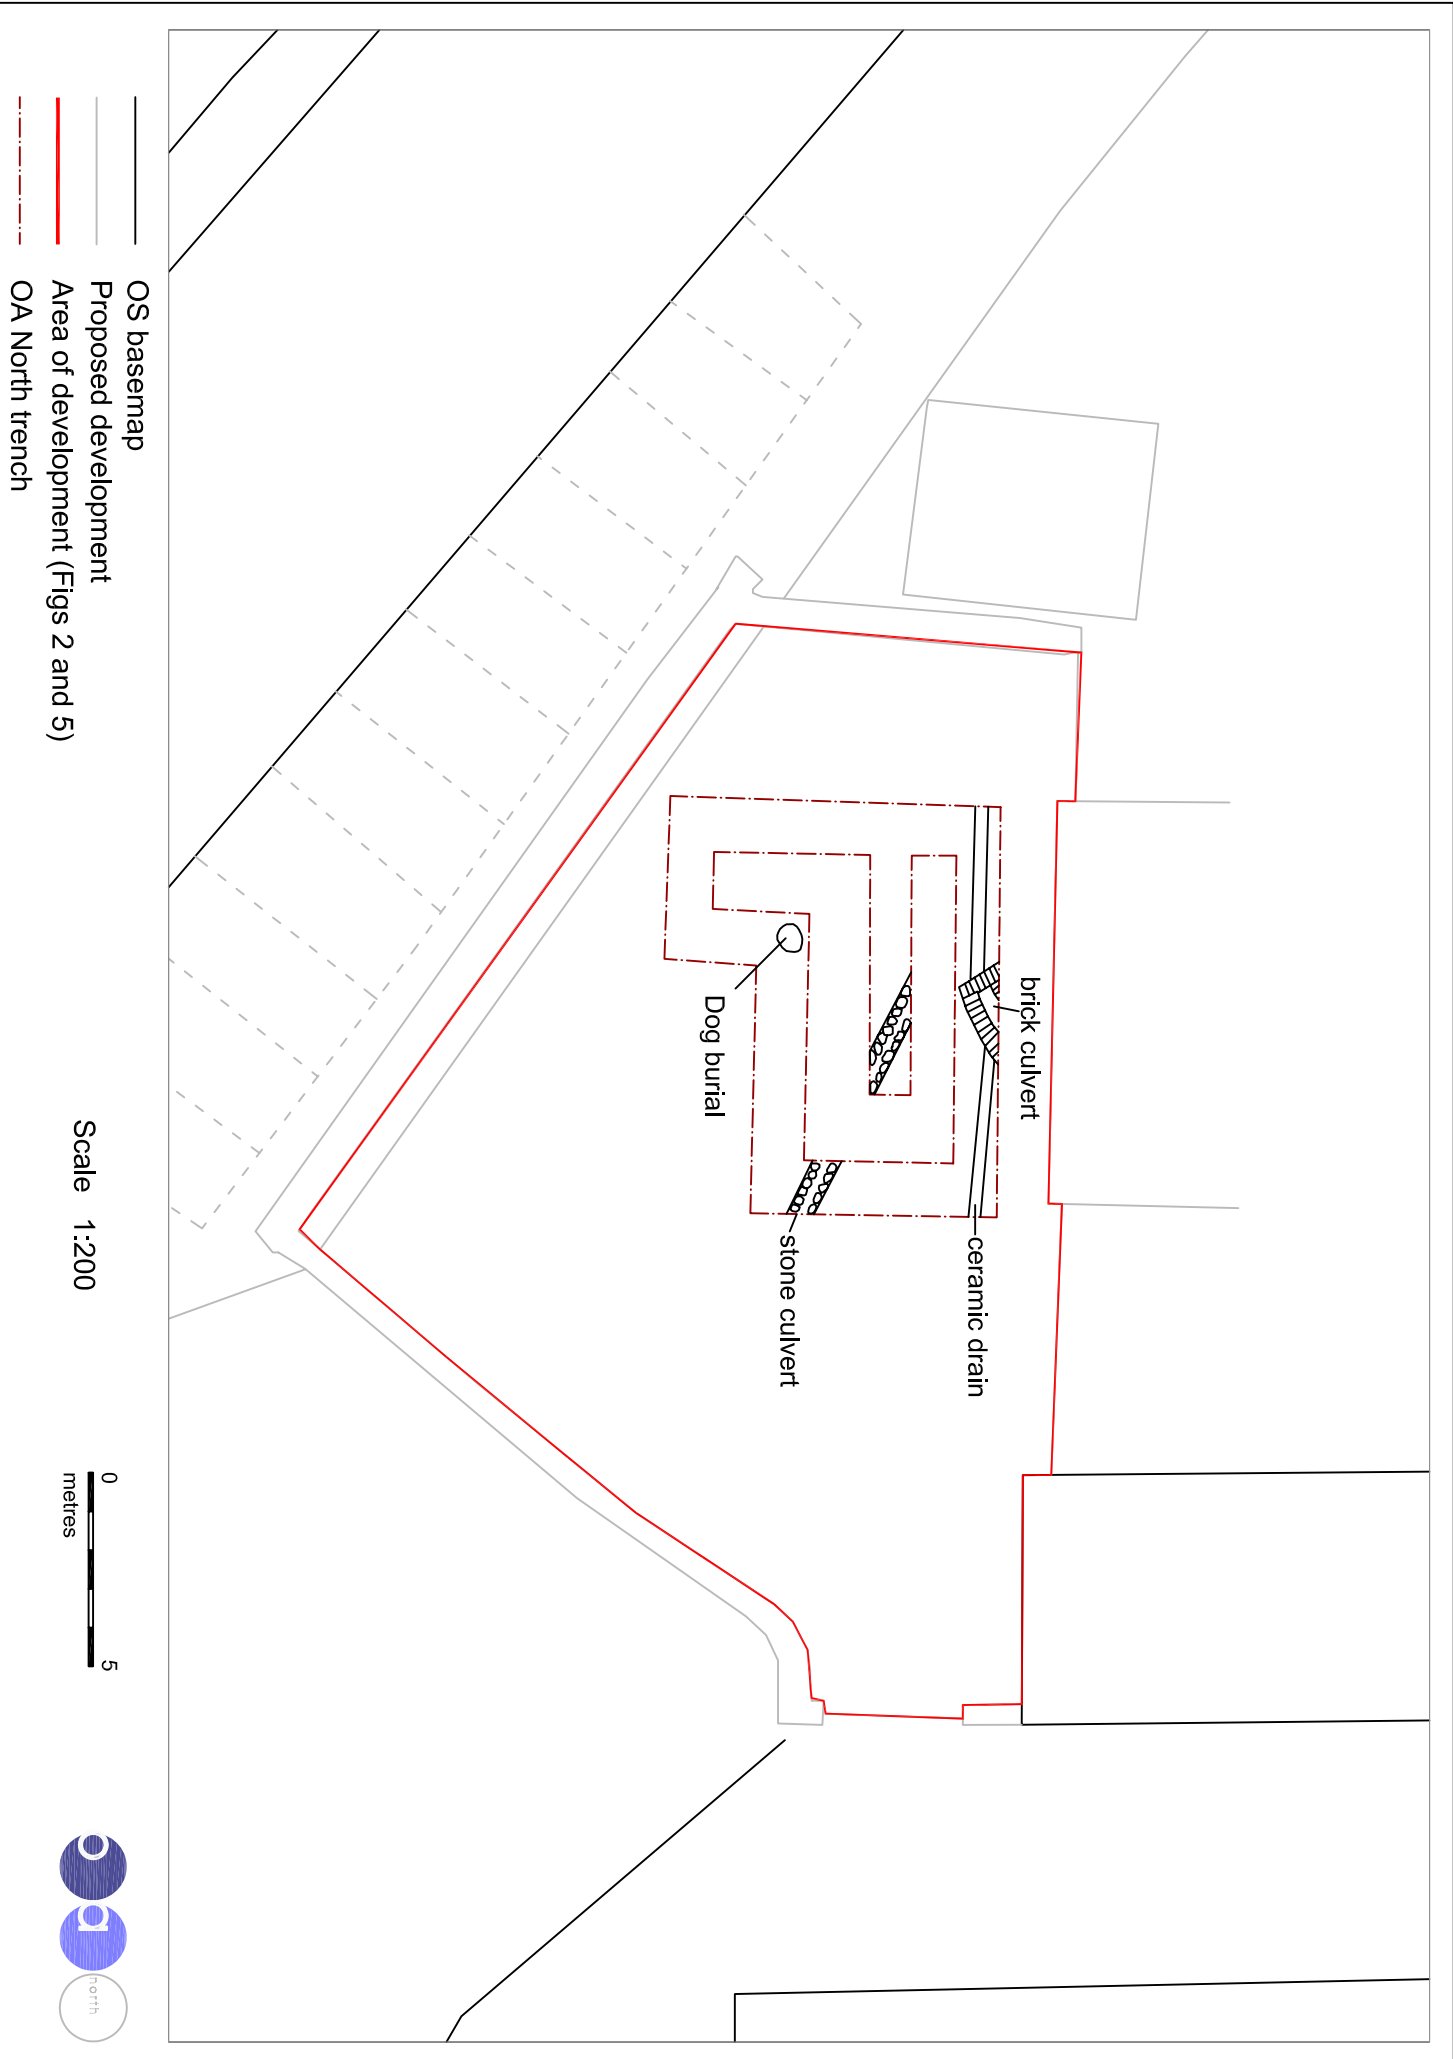 brick culvert
ceramic drain
stone culvert
Dog burial
OS basemap
Proposed development
Area of development (Figs 2 and 5)
OA North trench
Scale 1:200
0 5
metres
oa
north